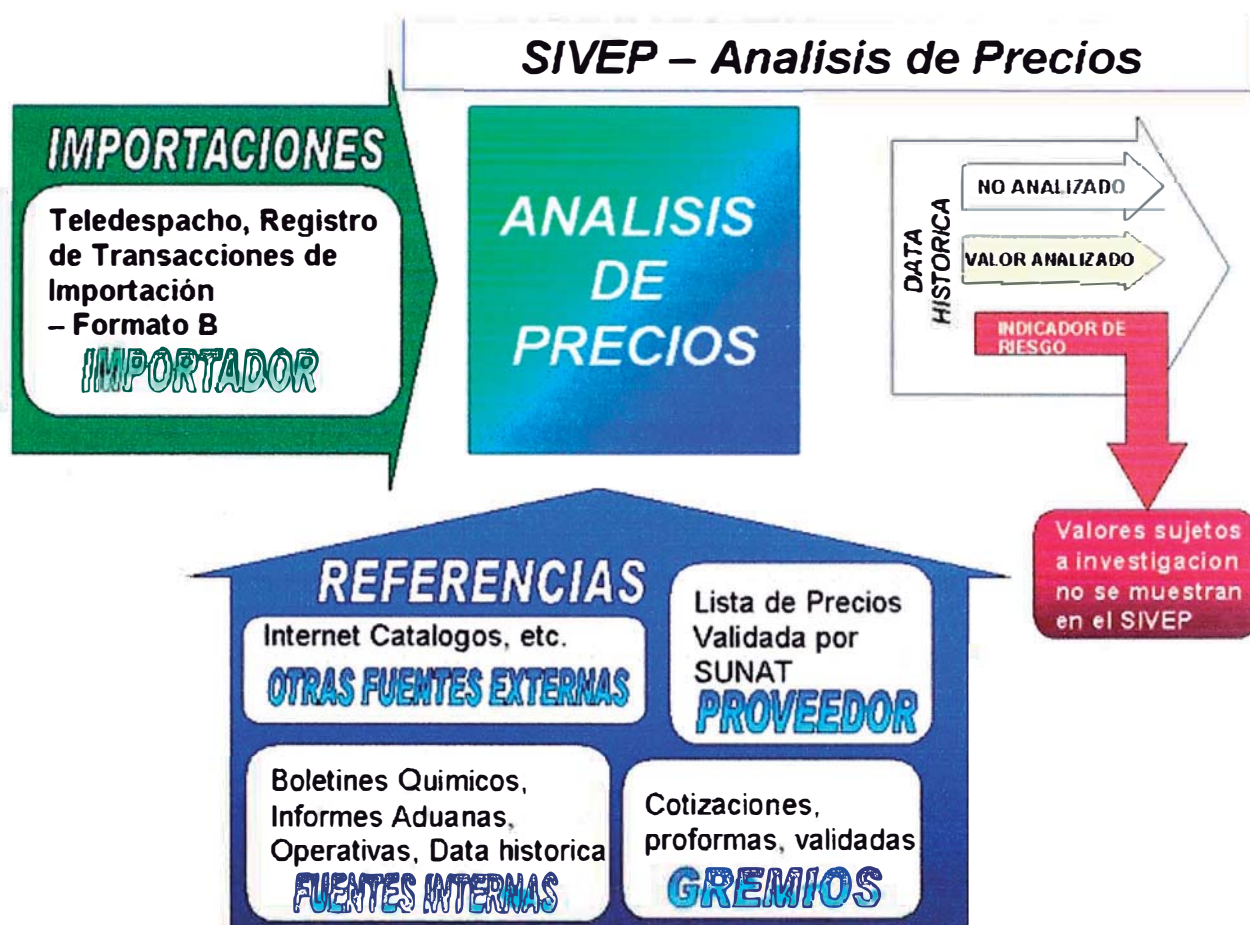 SIVEP – Analisis de Precios
IMPORTACIONES
Teledespacho, Registro
de Transacciones de
Importación
– Formato B
IMPORTADOR
ANALISIS
DE
PRECIOS
DATA
HISTORICA
NO ANALIZADO
VALOR ANALIZADO
INDICADOR DE
RIESGO
Valores sujetos
a investigacion
no se muestran
en el SIVEP
REFERENCIAS
Internet Catalogos, etc.
OTRAS FUENTES EXTERNAS
Lista de Precios
Validada por
SUNAT
PROVEEDOR
Boletines Quimicos,
Informes Aduanas,
Operativas, Data historica
FUENTES INTERNAS
Cotizaciones,
proformas, validadas
GREMIOS